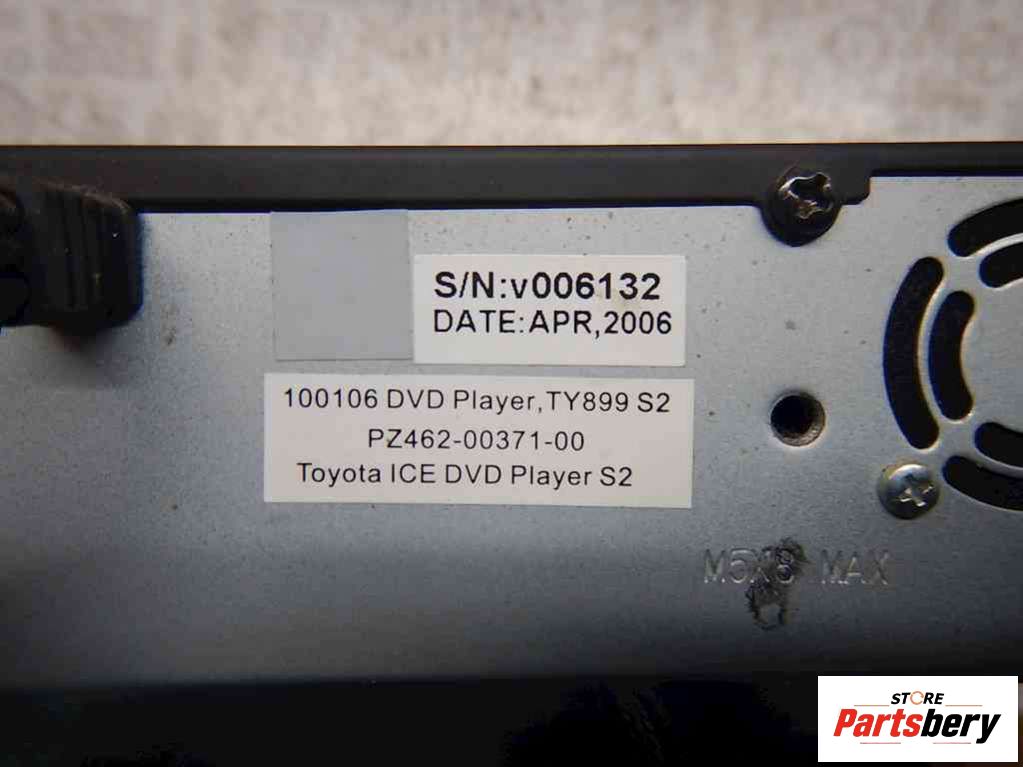 S/N:v006132
DATE:APR,2006
100106 DVD Player,TY899 S2
PZ462-00371-00
Toyota ICE DVD Player S2
M5X8 MAX
STORE
Partsbery